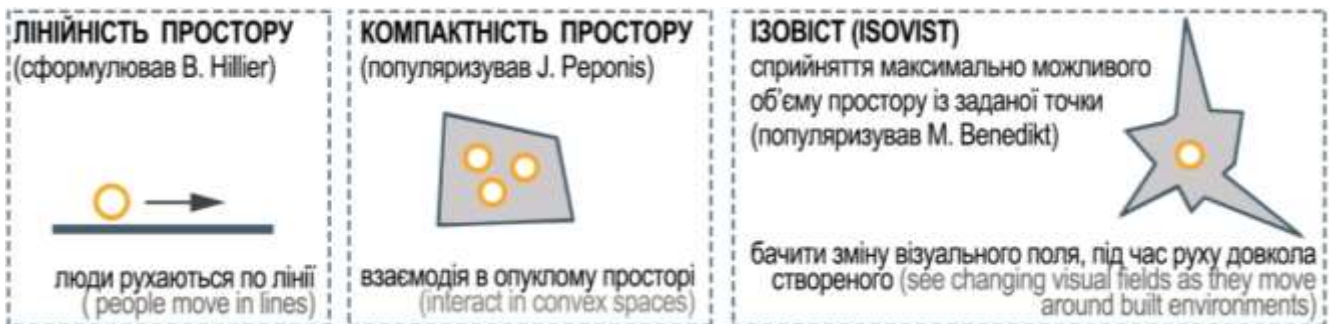 ЛІНІЙНІСТЬ ПРОСТОРУ
(сформулював B. Hillier)
люди рухаються по лінії
( people move in lines)
КОМПАКТНІСТЬ ПРОСТОРУ
(популяризував J. Peponis)
взаємодія в опуклому просторі
(interact in convex spaces)
ІЗОВІСТ (ISOVIST)
сприйняття максимально можливого
об'єму простору із заданої точки
(популяризував M. Benedikt)
бачити зміну візуального поля, під час руху довкола
створеного (see changing visual fields as they move
around built environments)